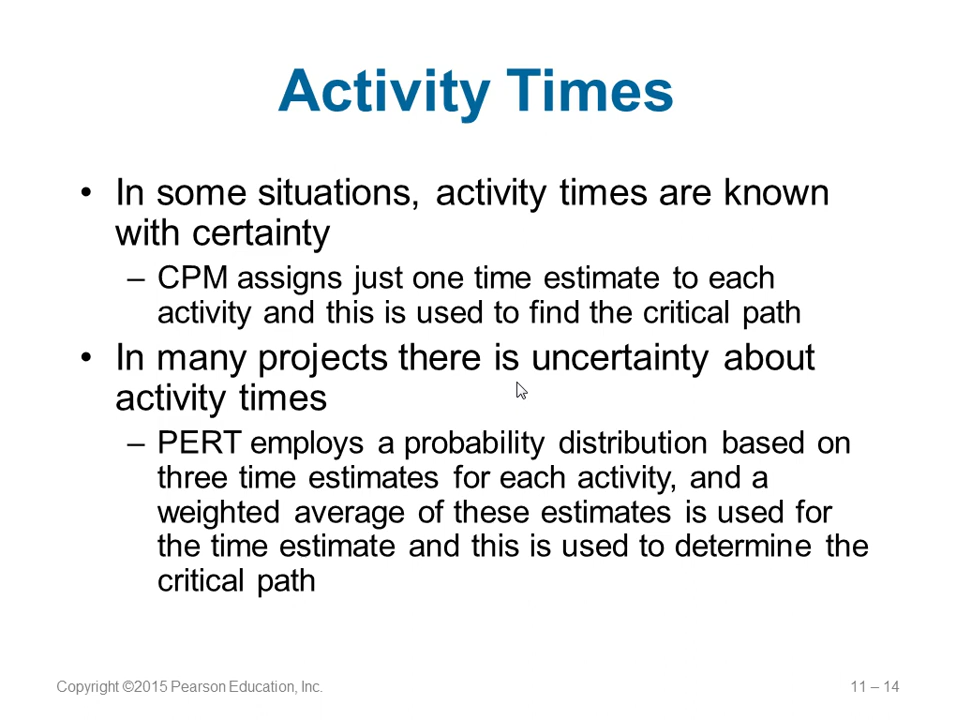 Activity Times
• In some situations, activity times are known
with certainty
– CPM assigns just one time estimate to each
activity and this is used to find the critical path
• In many projects there is uncertainty about
activity times
– PERT employs a probability distribution based on
three time estimates for each activity, and a
weighted average of these estimates is used for
the time estimate and this is used to determine the
critical path
Copyright ©2015 Pearson Education, Inc.
11 – 14